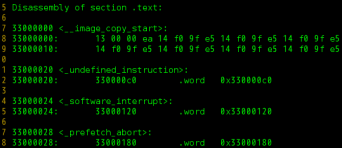 5 Disassembly of section .text:
6
7 33000000 <__image_copy_start>:
8 33000000: 13 00 00 ea 14 f0 9f e5 14 f0 9f e5 14 f0 9f e5
9 33000010: 14 f0 9f e5 14 f0 9f e5 14 f0 9f e5 14 f0 9f e5
0
1 33000020 <_undefined_instruction>:
2 33000020: 330000c0 .word 0x330000c0
3
4 33000024 <_software_interrupt>:
5 33000024: 33000120 .word 0x33000120
6
7 33000028 <_prefetch_abort>:
8 33000028: 33000180 .word 0x33000180